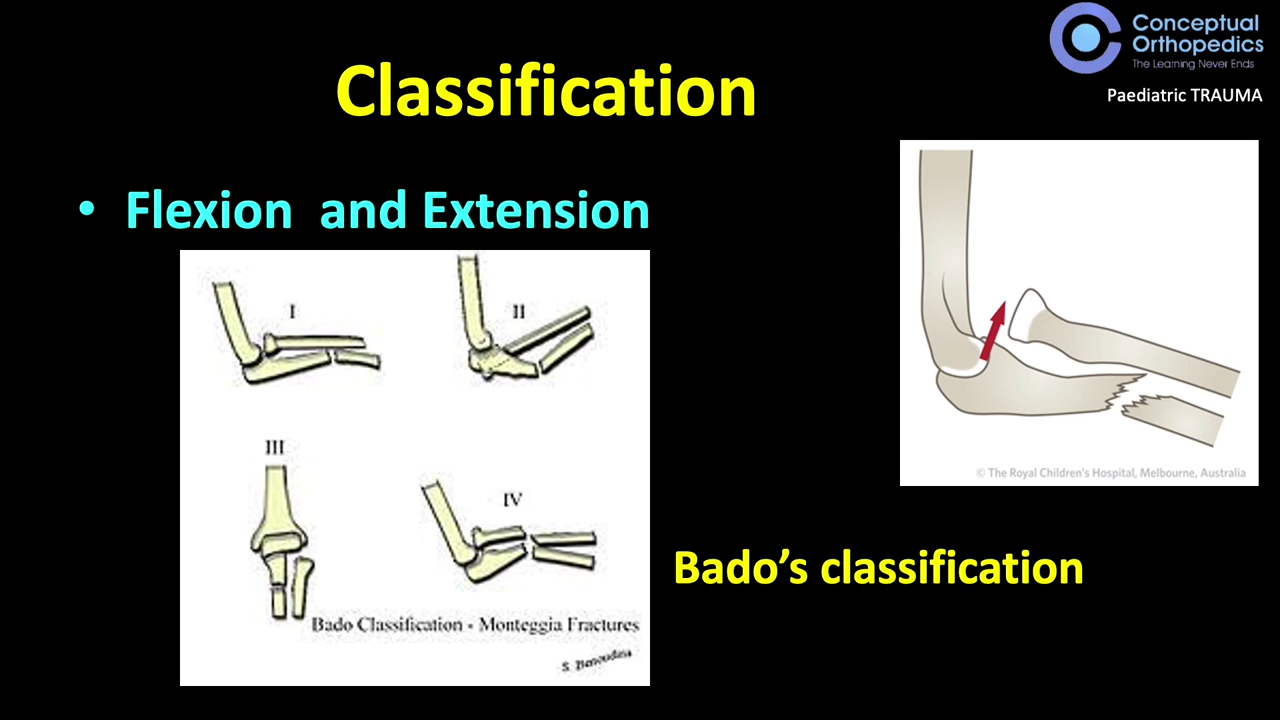 Conceptual
Orthopedics
The Learning Never Ends
Paediatric TRAUMA
Classification
• Flexion and Extension
I
II
III
IV
Bado Classification - Monteggia Fractures
S. Benoudina
© The Royal Children's Hospital, Melbourne, Australia
Bado’s classification